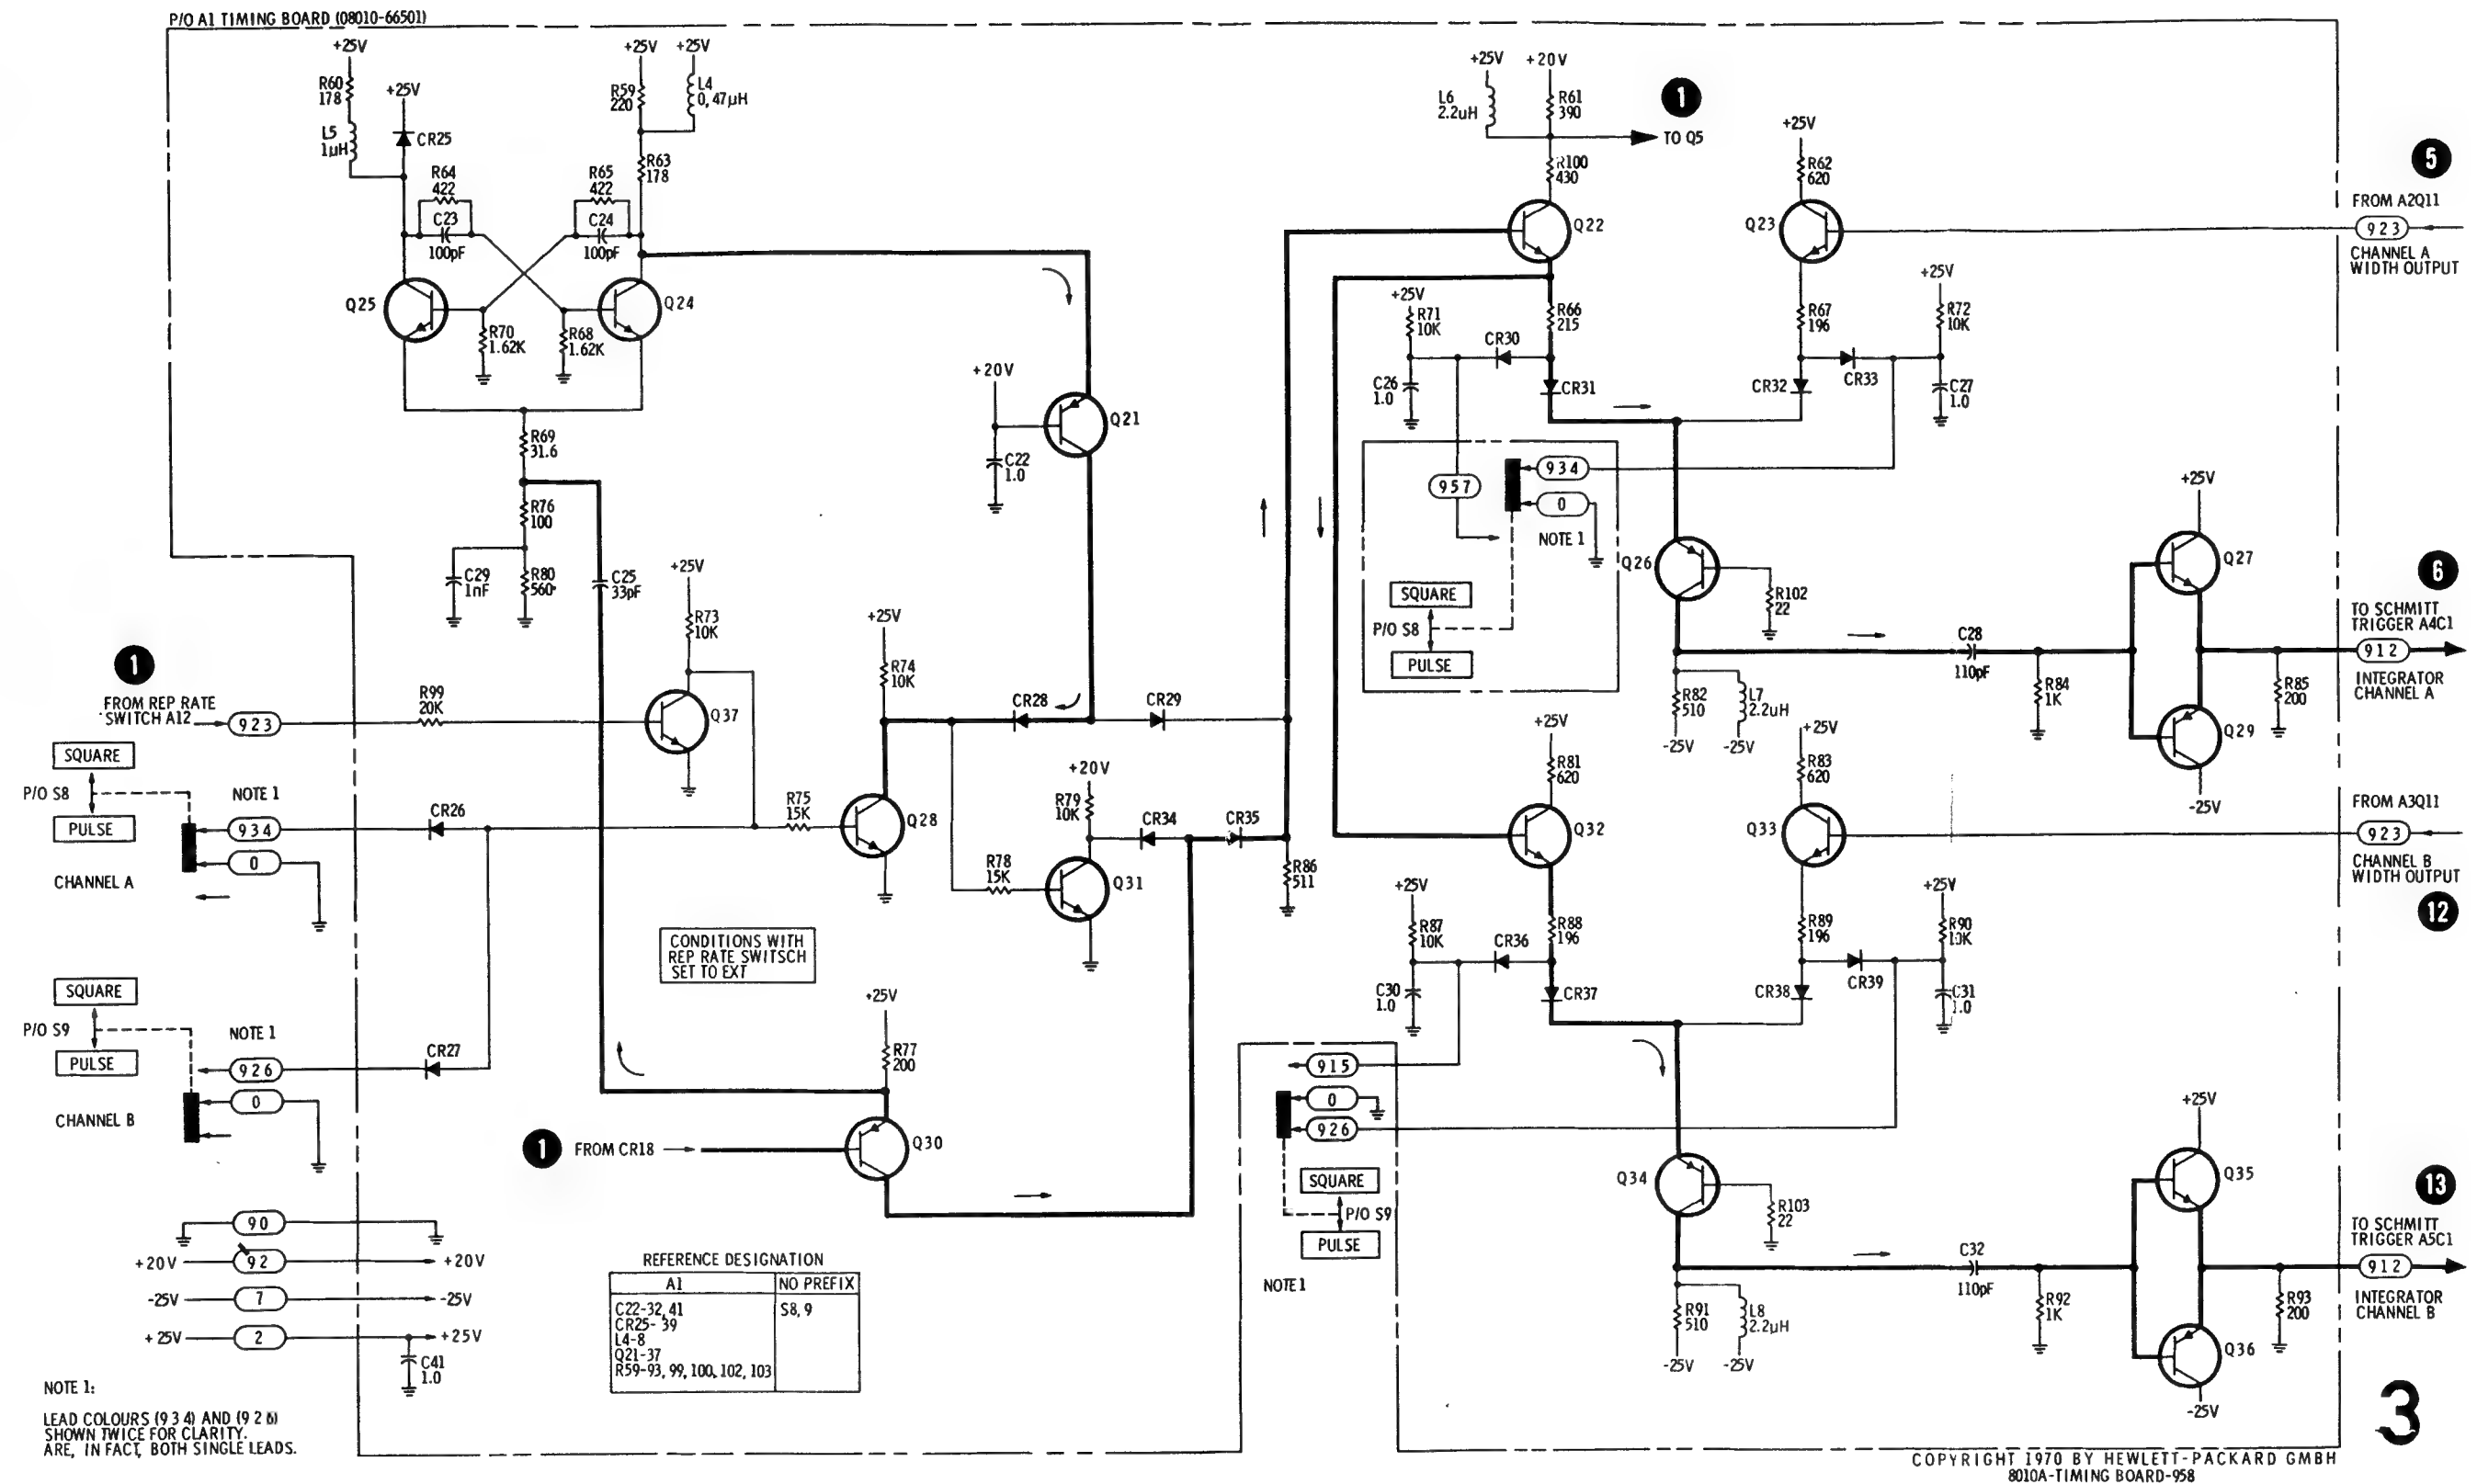 P/O A1 TIMING BOARD (08010-66501)
+25V
R60
178
L5
1µH
+25V
CR25
+25V
R59
220
+25V
L4
0,47µH
R63
178
R64
422
C23
100pF
R65
422
C24
100pF
Q25
Q24
R70
1.62K
R68
1.62K
R69
31.6
R76
100
C29
1nF
R80
560
C25
33pF
+20V
C22
1.0
Q21
+25V
L6
2.2uH
+20V
R61
390
1
TO Q5
R100
430
Q22
+25V
R62
620
Q23
5
FROM A2Q11
923
CHANNEL A
WIDTH OUTPUT
+25V
R71
10K
C26
1.0
CR30
R66
215
CR31
R67
196
CR32
CR33
+25V
R72
10K
C27
1.0
957
934
0
NOTE 1
SQUARE
P/O S8
PULSE
Q26
R102
22
R82
510
-25V
L7
2.2uH
-25V
C28
110pF
R84
1K
+25V
Q27
Q29
-25V
R85
200
6
TO SCHMITT
TRIGGER A4C1
912
INTEGRATOR
CHANNEL A
1
FROM REP RATE
SWITCH A12
923
R99
20K
+25V
R73
10K
Q37
SQUARE
P/O S8
PULSE
NOTE 1
934
0
CHANNEL A
CR26
R75
15K
+25V
R74
10K
Q28
CR28
CR29
+20V
R79
10K
R78
15K
Q31
CR34
CR35
R86
511
CONDITIONS WITH
REP RATE SWITSCH
SET TO EXT
SQUARE
P/O S9
PULSE
NOTE 1
926
0
CHANNEL B
CR27
+25V
R77
200
1
FROM CR18
Q30
+25V
R81
620
Q32
+25V
R83
620
Q33
FROM A3Q11
923
CHANNEL B
WIDTH OUTPUT
12
+25V
R87
10K
C30
1.0
CR36
R88
196
CR37
R89
196
CR38
CR39
+25V
R90
10K
C31
1.0
915
0
926
SQUARE
P/O S9
PULSE
NOTE 1
Q34
R103
22
R91
510
-25V
L8
2.2µH
-25V
C32
110pF
R92
1K
+25V
Q35
Q36
-25V
R93
200
13
TO SCHMITT
TRIGGER A5C1
912
INTEGRATOR
CHANNEL B
90
+20V 92 +20V
-25V 7 -25V
+25V 2 +25V
C41
1.0
REFERENCE DESIGNATION
A1 NO PREFIX
C22-32,41 S8,9
CR25-39
L4-8
Q21-37
R59-93, 99, 100, 102, 103
NOTE 1:
LEAD COLOURS (9 3 4) AND (9 2 6)
SHOWN TWICE FOR CLARITY.
ARE, IN FACT, BOTH SINGLE LEADS.
3
COPYRIGHT 1970 BY HEWLETT-PACKARD GMBH
8010A-TIMING BOARD-958